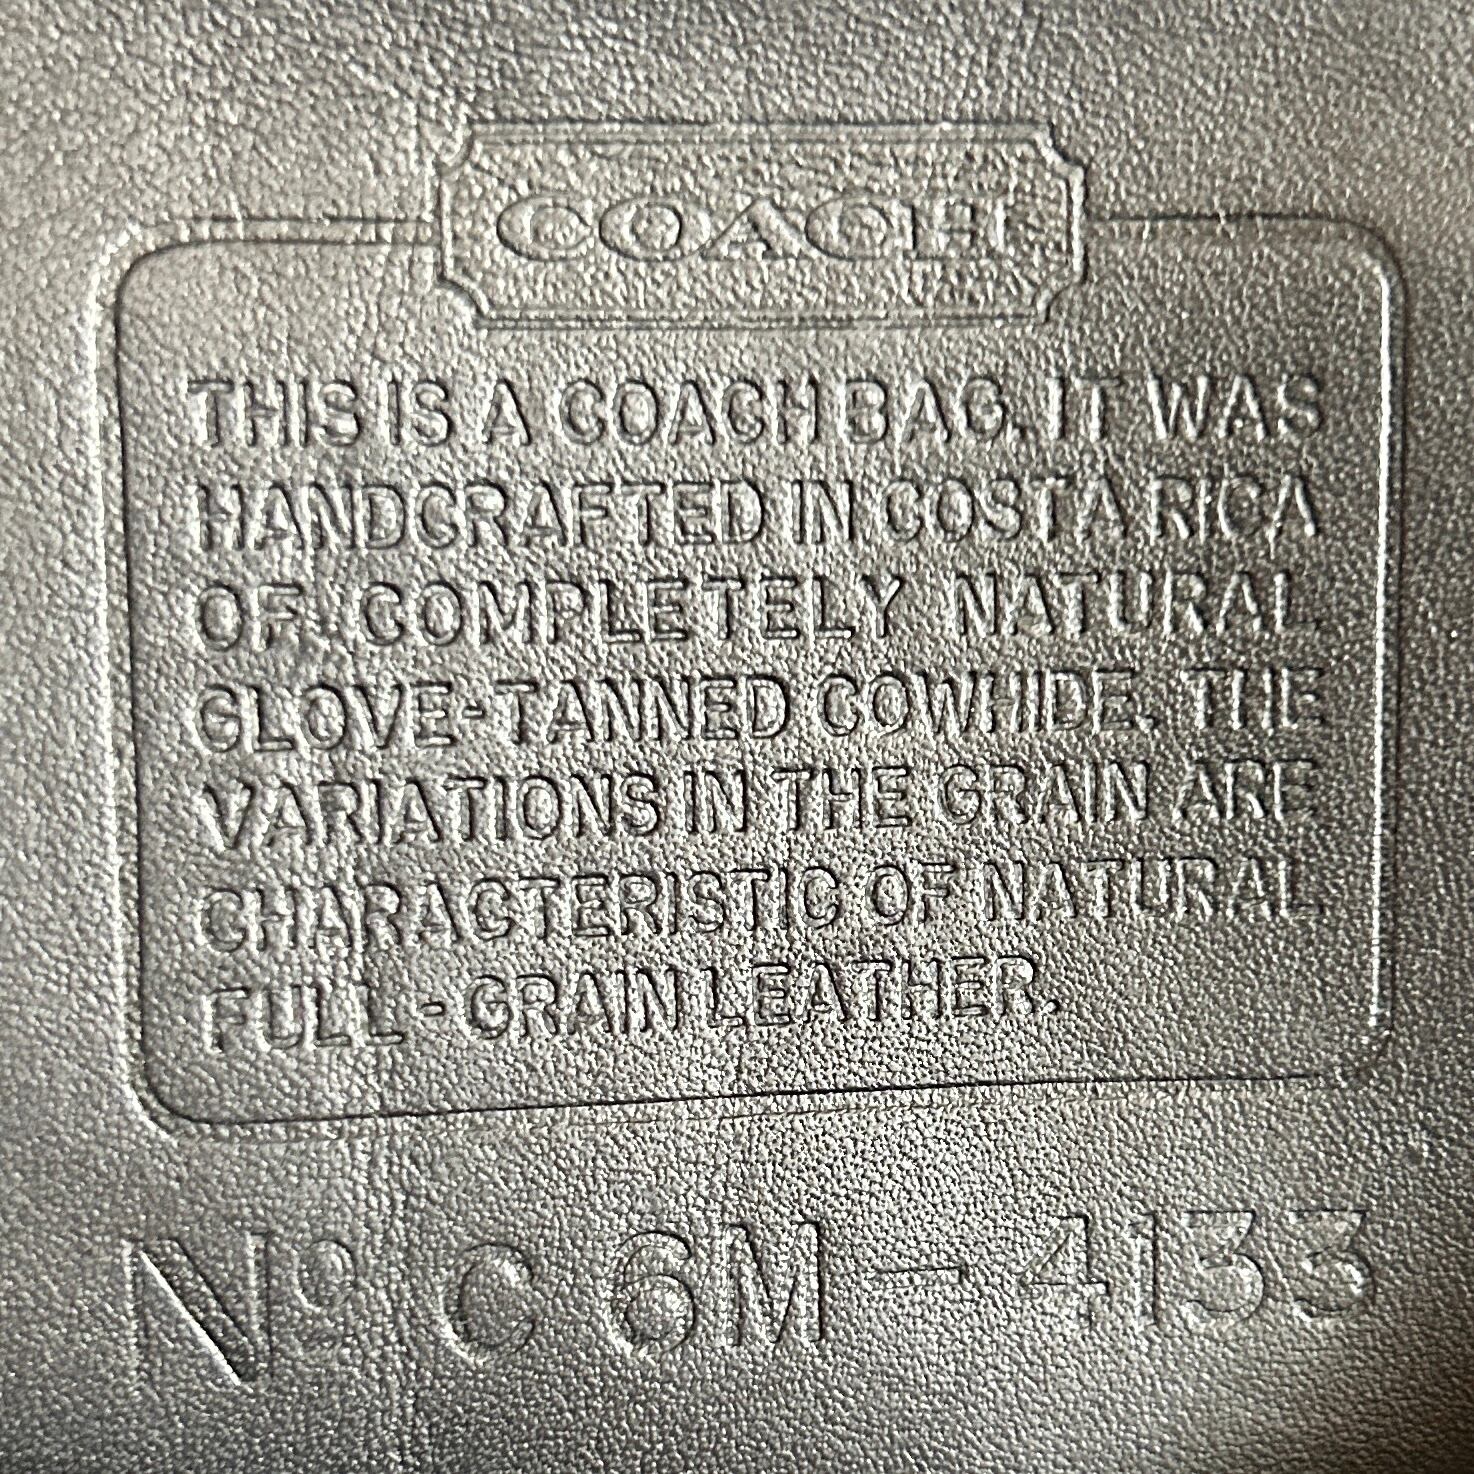 COACH
THIS IS A COACH BAG. IT WAS
HANDCRAFTED IN COSTA RICA
OF COMPLETELY NATURAL
GLOVE-TANNED COWHIDE. THE
VARIATIONS IN THE GRAIN ARE
CHARACTERISTIC OF NATURAL
FULL - GRAIN LEATHER.
Nº C 6M - 4133